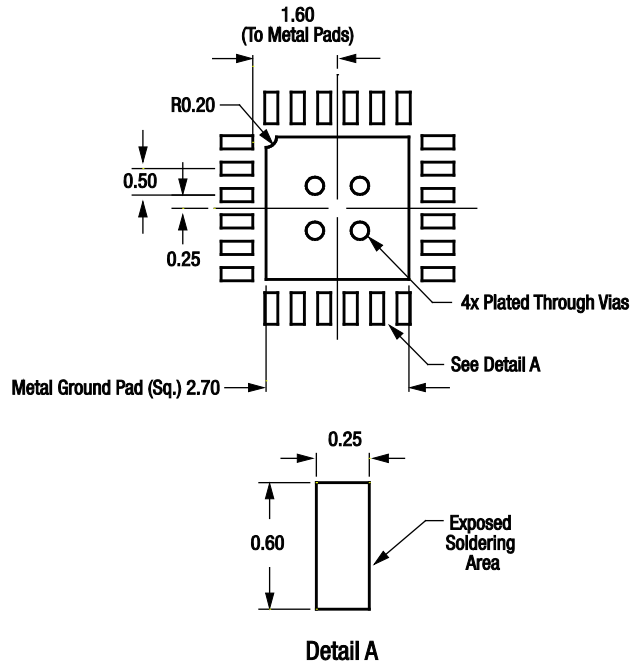 1.60
(To Metal Pads)
R0.20
0.50
0.25
4x Plated Through Vias
See Detail A
Metal Ground Pad (Sq.) 2.70
0.25
0.60
Exposed
Soldering
Area
Detail A